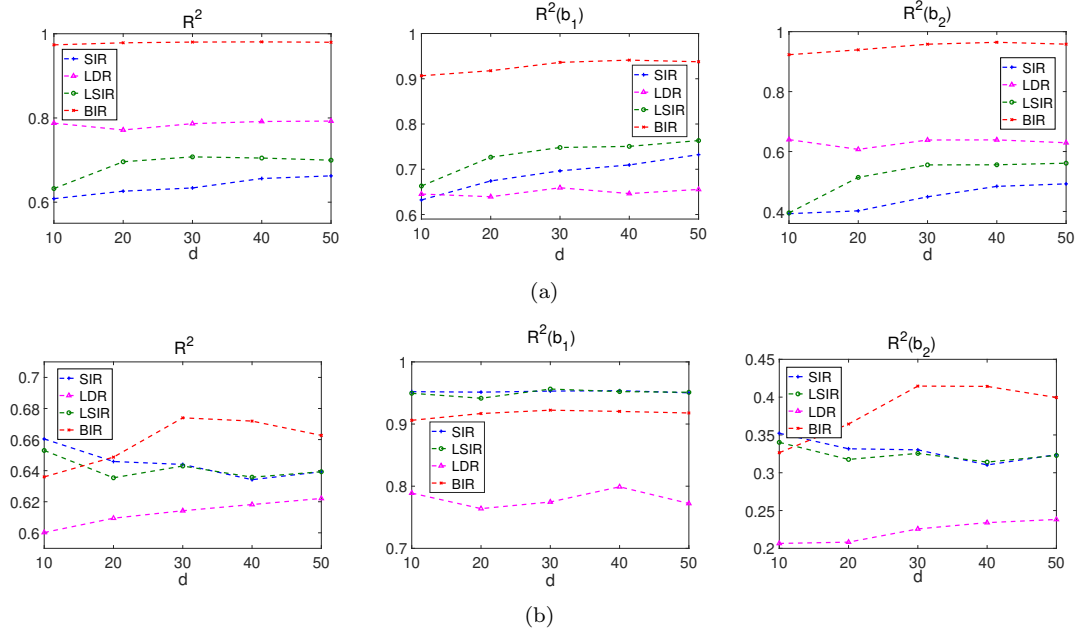 R²
1
0.8
0.6
10 20 30 40 50
d
SIR
LDR
LSIR
BIR
R²(b₁)
1
0.9
0.8
0.7
0.6
10 20 30 40 50
d
SIR
LDR
LSIR
BIR
R²(b₂)
1
0.8
0.6
0.4
10 20 30 40 50
d
SIR
LDR
LSIR
BIR
(a)
R²
0.7
0.68
0.66
0.64
0.62
0.6
10 20 30 40 50
d
SIR
LDR
LSIR
BIR
R²(b₁)
1
0.9
0.8
0.7
10 20 30 40 50
d
SIR
LSIR
LDR
BIR
R²(b₂)
0.45
0.4
0.35
0.3
0.25
0.2
10 20 30 40 50
d
SIR
LSIR
LDR
BIR
(b)